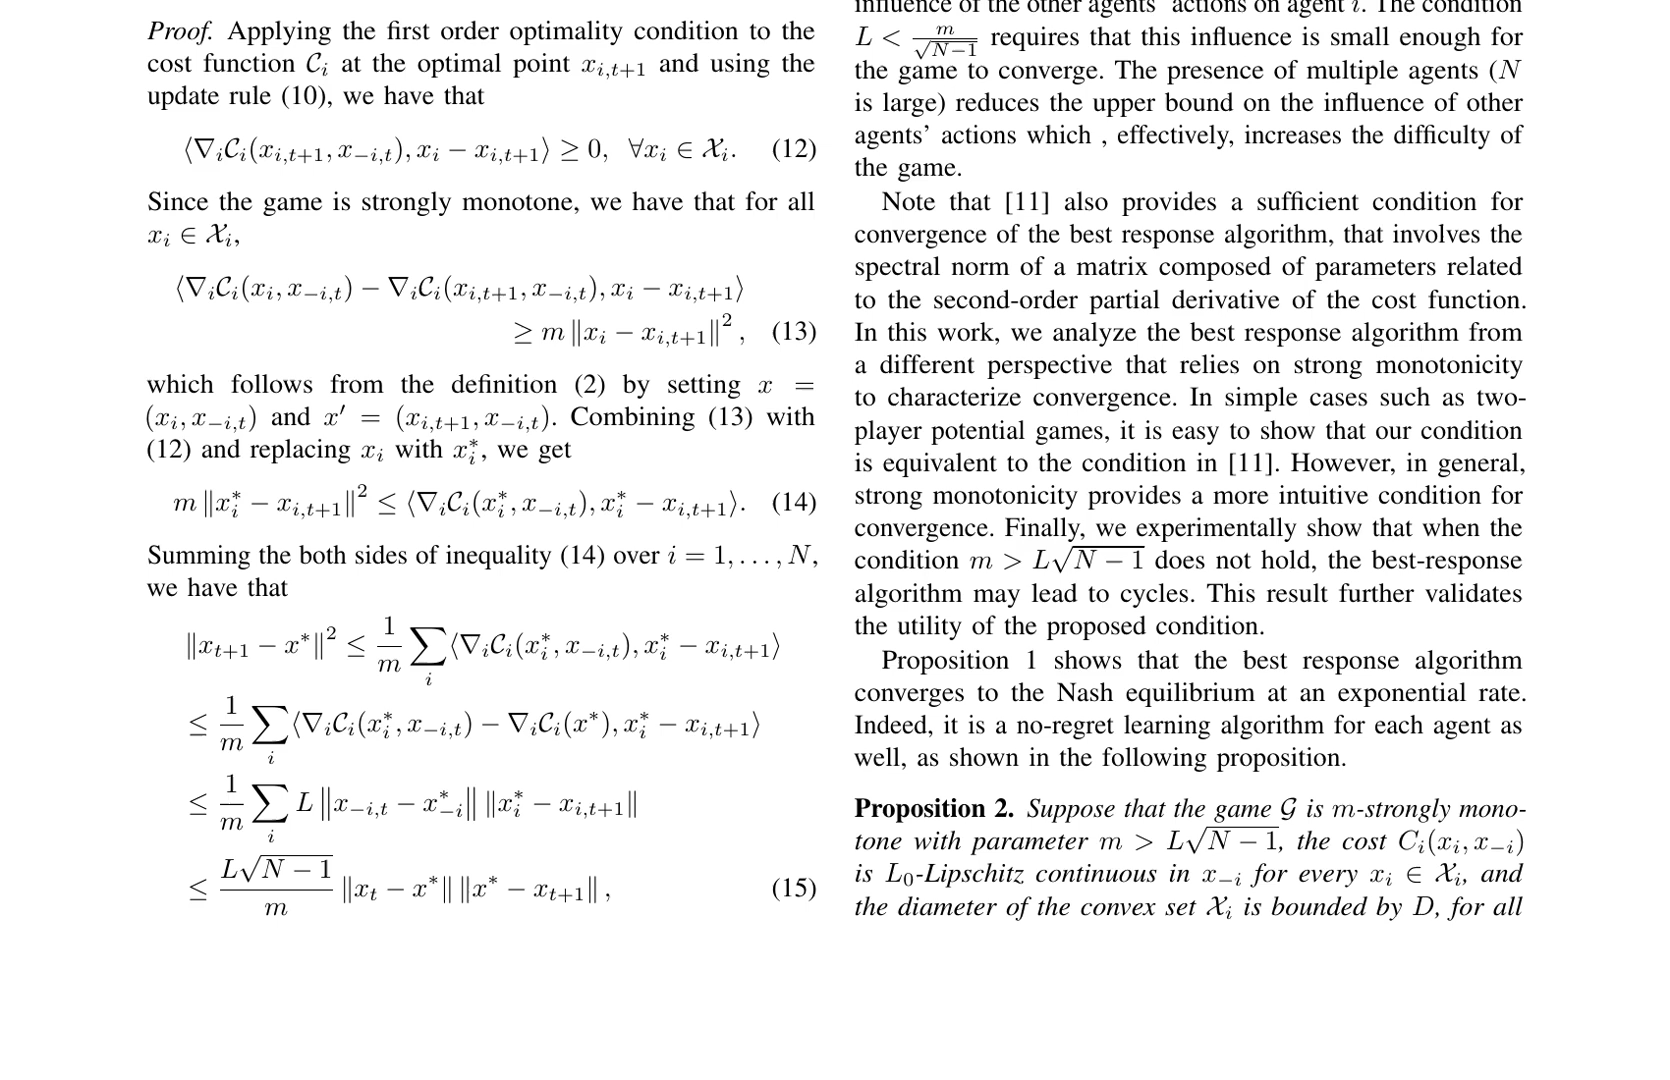 Proof. Applying the first order optimality condition to the
cost function 𝒞_i at the optimal point x_{i,t+1} and using the
update rule (10), we have that
⟨∇_i𝒞_i(x_{i,t+1}, x_{−i,t}), x_i − x_{i,t+1}⟩ ≥ 0, ∀x_i ∈ 𝒳_i. (12)
Since the game is strongly monotone, we have that for all
x_i ∈ 𝒳_i,
⟨∇_i𝒞_i(x_i, x_{−i,t}) − ∇_i𝒞_i(x_{i,t+1}, x_{−i,t}), x_i − x_{i,t+1}⟩
≥ m ‖x_i − x_{i,t+1}‖², (13)
which follows from the definition (2) by setting x =
(x_i, x_{−i,t}) and x′ = (x_{i,t+1}, x_{−i,t}). Combining (13) with
(12) and replacing x_i with x_i^*, we get
m ‖x_i^* − x_{i,t+1}‖² ≤ ⟨∇_i𝒞_i(x_i^*, x_{−i,t}), x_i^* − x_{i,t+1}⟩. (14)
Summing the both sides of inequality (14) over i = 1, . . . , N,
we have that
‖x_{t+1} − x^*‖² ≤ \frac{1}{m} ∑_i ⟨∇_i𝒞_i(x_i^*, x_{−i,t}), x_i^* − x_{i,t+1}⟩
≤ \frac{1}{m} ∑_i ⟨∇_i𝒞_i(x_i^*, x_{−i,t}) − ∇_i𝒞_i(x^*), x_i^* − x_{i,t+1}⟩
≤ \frac{1}{m} ∑_i L ‖x_{−i,t} − x_{−i}^*‖ ‖x_i^* − x_{i,t+1}‖
≤ \frac{L\sqrt{N − 1}}{m} ‖x_t − x^*‖ ‖x^* − x_{t+1}‖, (15)
influence of the other agents' actions on agent i. The condition
L < \frac{m}{\sqrt{N−1}} requires that this influence is small enough for
the game to converge. The presence of multiple agents (N
is large) reduces the upper bound on the influence of other
agents' actions which , effectively, increases the difficulty of
the game.
Note that [11] also provides a sufficient condition for
convergence of the best response algorithm, that involves the
spectral norm of a matrix composed of parameters related
to the second-order partial derivative of the cost function.
In this work, we analyze the best response algorithm from
a different perspective that relies on strong monotonicity
to characterize convergence. In simple cases such as two-
player potential games, it is easy to show that our condition
is equivalent to the condition in [11]. However, in general,
strong monotonicity provides a more intuitive condition for
convergence. Finally, we experimentally show that when the
condition m > L\sqrt{N − 1} does not hold, the best-response
algorithm may lead to cycles. This result further validates
the utility of the proposed condition.
Proposition 1 shows that the best response algorithm
converges to the Nash equilibrium at an exponential rate.
Indeed, it is a no-regret learning algorithm for each agent as
well, as shown in the following proposition.
Proposition 2. Suppose that the game 𝒢 is m-strongly mono-
tone with parameter m > L\sqrt{N − 1}, the cost C_i(x_i, x_{−i})
is L_0-Lipschitz continuous in x_{−i} for every x_i ∈ 𝒳_i, and
the diameter of the convex set 𝒳_i is bounded by D, for all